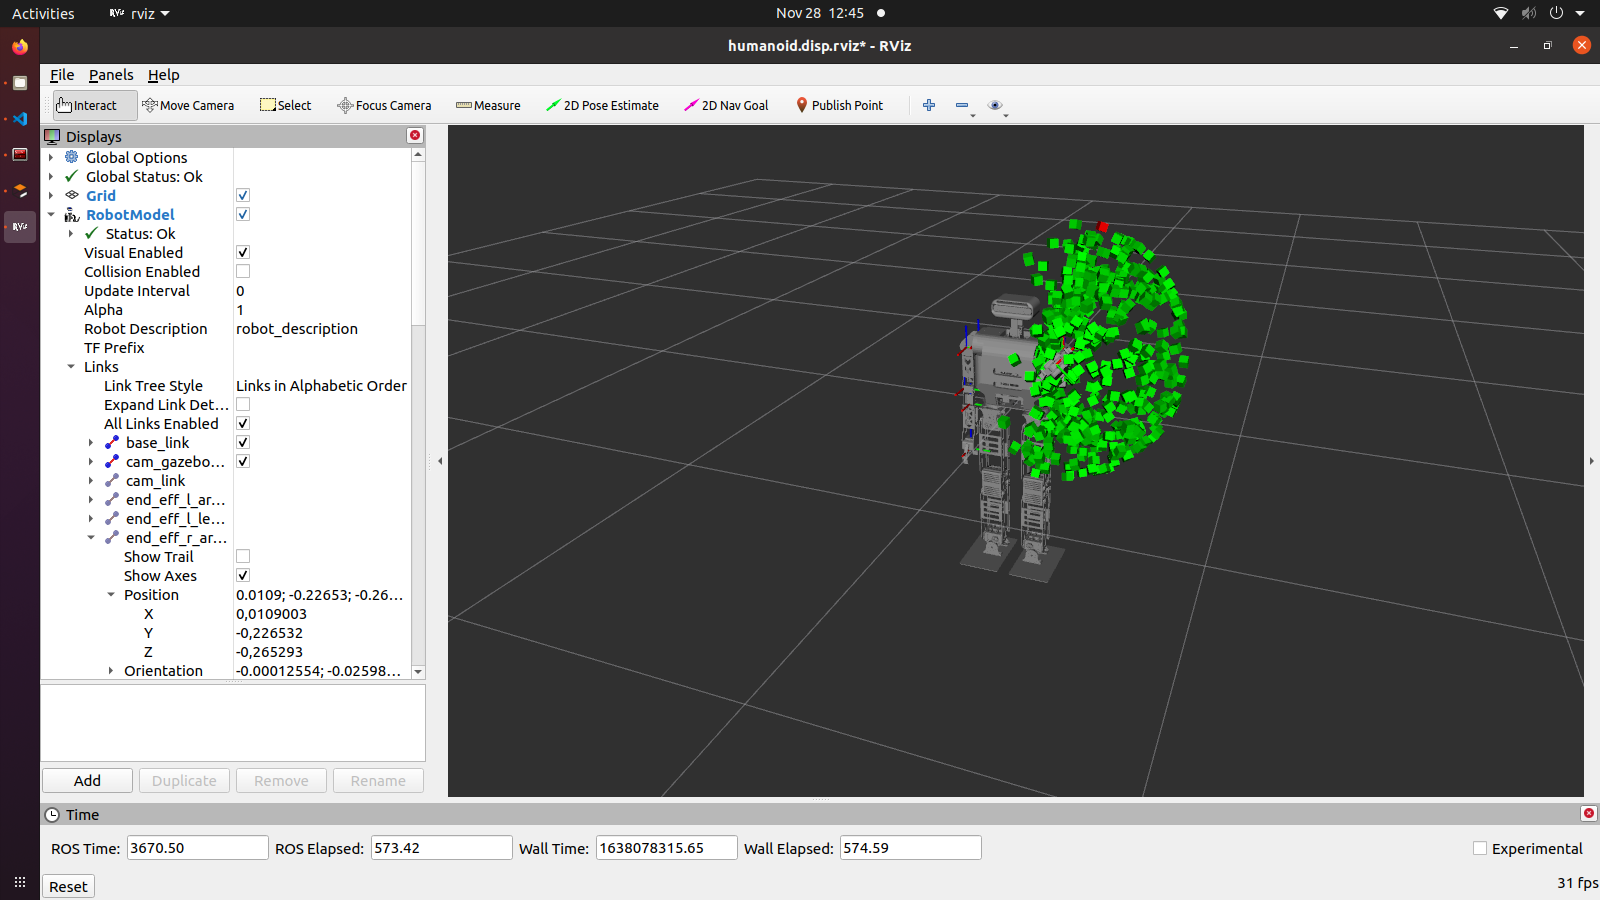 Activities
RViz
rviz
Nov 28 12:45
humanoid.disp.rviz* - RViz
File Panels Help
Interact Move Camera Select Focus Camera Measure 2D Pose Estimate 2D Nav Goal Publish Point
RViz
Displays
Global Options
Global Status: Ok
Grid
RobotModel
Status: Ok
Visual Enabled
Collision Enabled
Update Interval 0
Alpha 1
Robot Description robot_description
TF Prefix
Links
Link Tree Style Links in Alphabetic Order
Expand Link Det...
All Links Enabled
base_link
cam_gazebo...
cam_link
end_eff_l_ar...
end_eff_l_le...
end_eff_r_ar...
Show Trail
Show Axes
Position 0.0109; -0.22653; -0.26...
X 0,0109003
Y -0,226532
Z -0,265293
Orientation -0.00012554; -0.02598...
Add Duplicate Remove Rename
Time
ROS Time: 3670.50 ROS Elapsed: 573.42 Wall Time: 1638078315.65 Wall Elapsed: 574.59 Experimental
Reset 31 fps